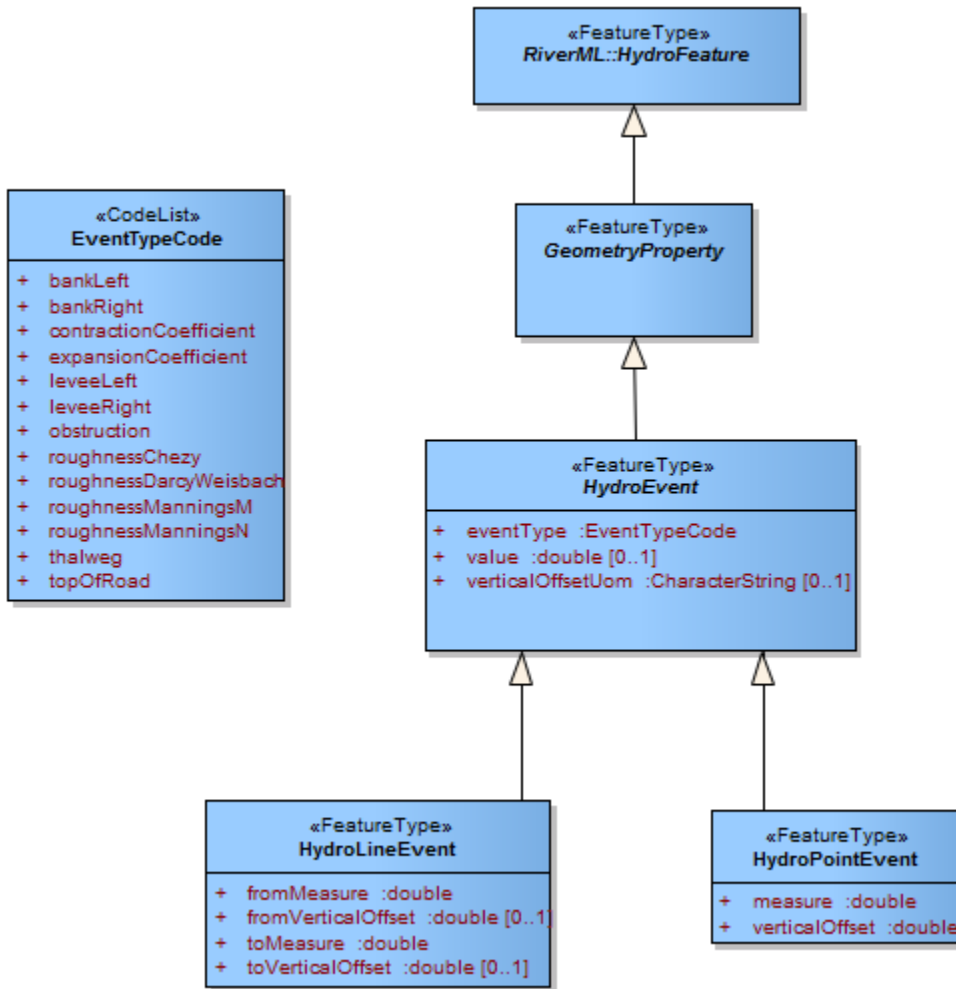 «FeatureType»
RiverML::HydroFeature
«FeatureType»
GeometryProperty
«CodeList»
EventTypeCode
+ bankLeft
+ bankRight
+ contractionCoefficient
+ expansionCoefficient
+ leveeLeft
+ leveeRight
+ obstruction
+ roughnessChezy
+ roughnessDarcyWeisbach
+ roughnessManningsM
+ roughnessManningsN
+ thalweg
+ topOfRoad
«FeatureType»
HydroEvent
+ eventType :EventTypeCode
+ value :double [0..1]
+ verticalOffsetUom :CharacterString [0..1]
«FeatureType»
HydroLineEvent
+ fromMeasure :double
+ fromVerticalOffset :double [0..1]
+ toMeasure :double
+ toVerticalOffset :double [0..1]
«FeatureType»
HydroPointEvent
+ measure :double
+ verticalOffset :double